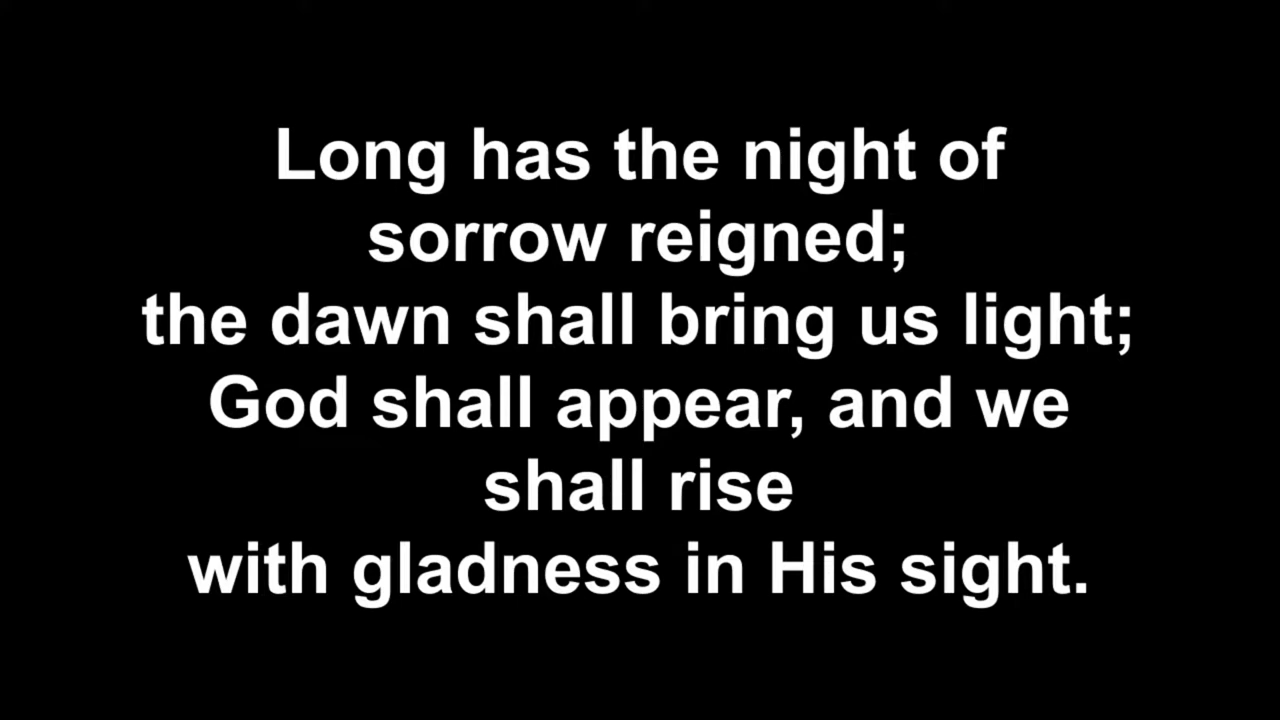 Long has the night of
sorrow reigned;
the dawn shall bring us light;
God shall appear, and we
shall rise
with gladness in His sight.